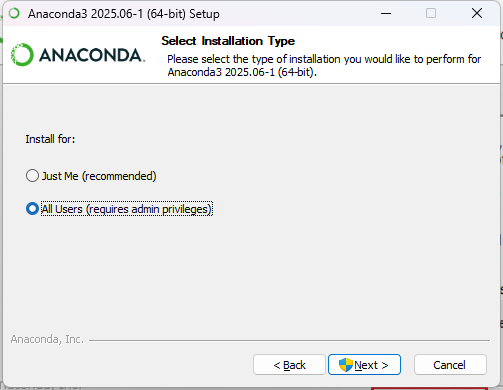 Anaconda3 2025.06-1 (64-bit) Setup
ANACONDA.
Select Installation Type
Please select the type of installation you would like to perform for
Anaconda3 2025.06-1 (64-bit).
Install for:
Just Me (recommended)
All Users (requires admin privileges)
Anaconda, Inc.
< Back
Next >
Cancel